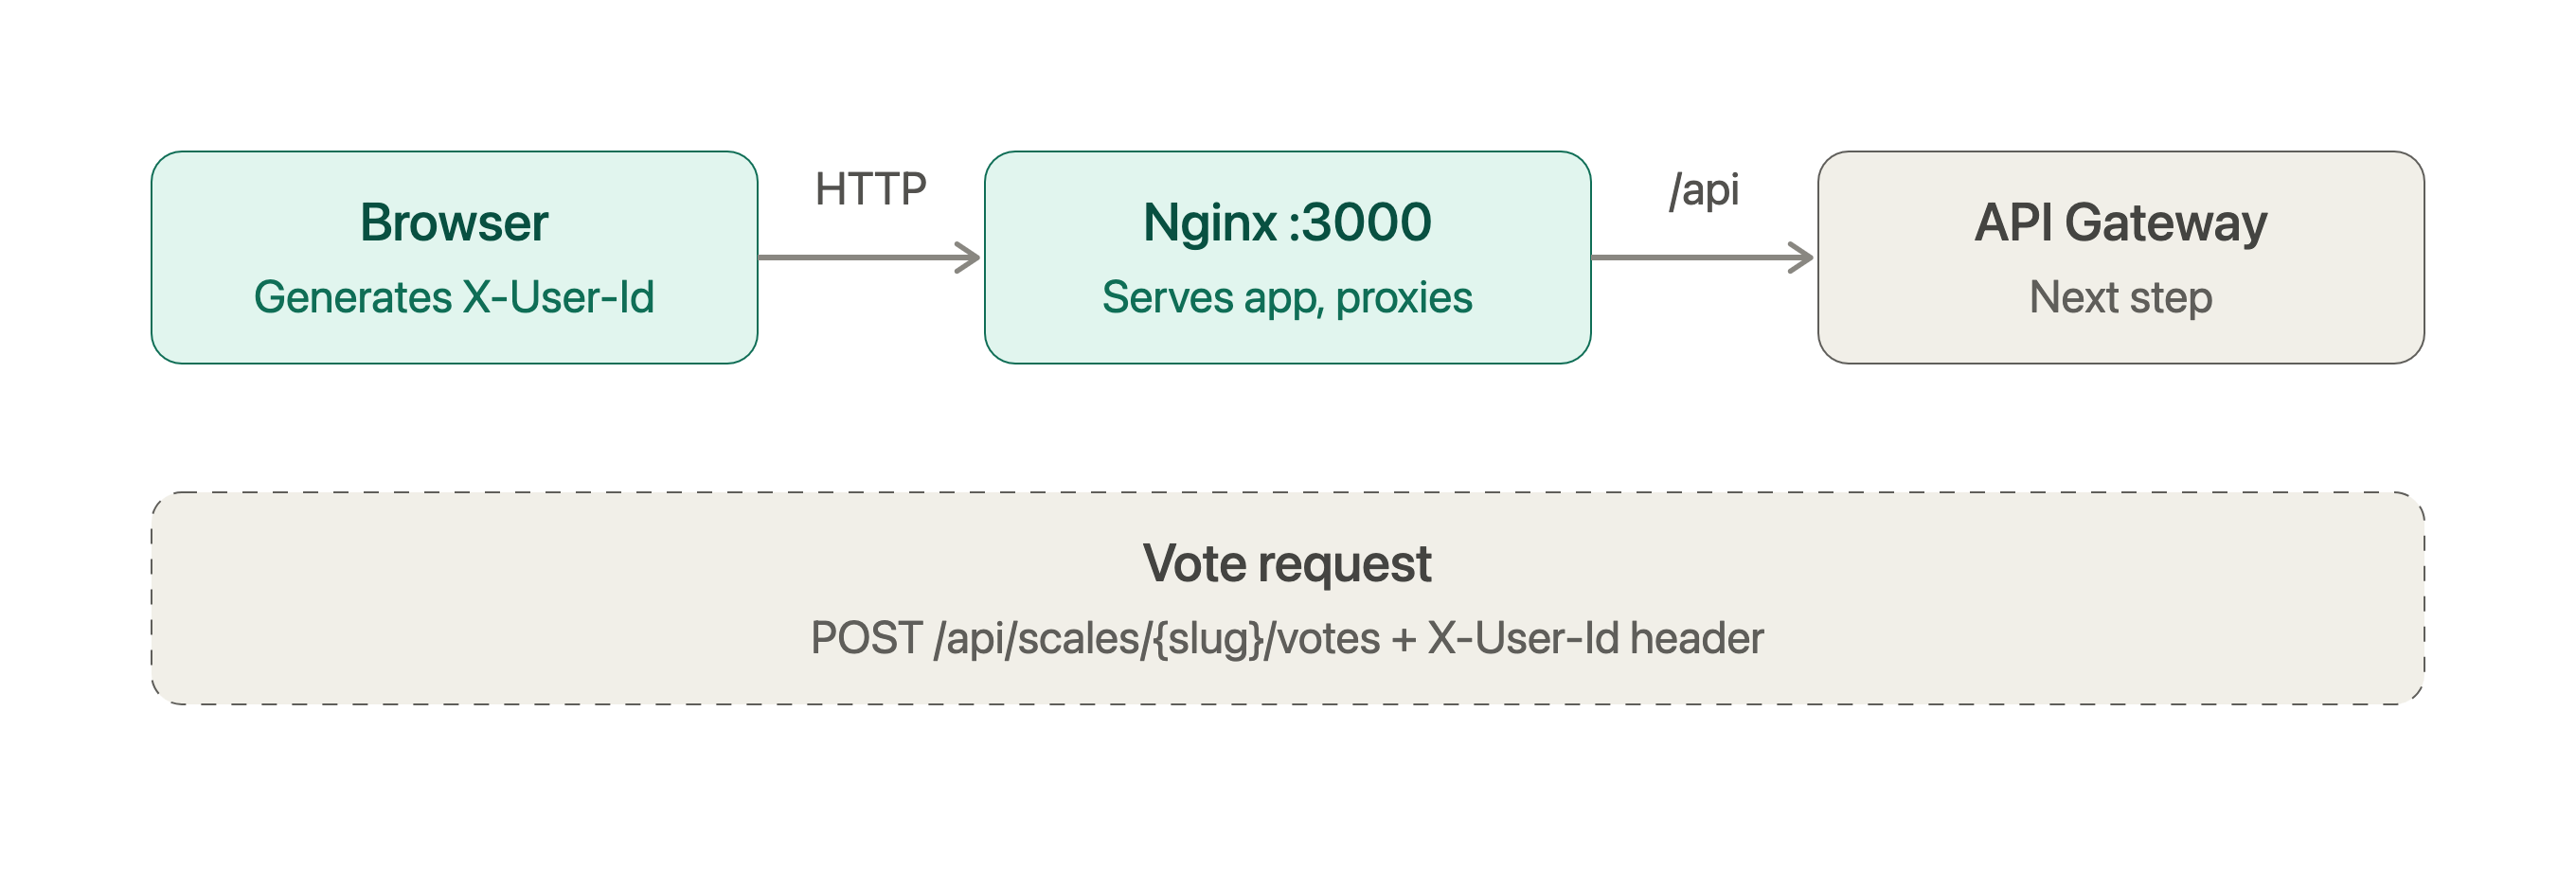 Browser
Generates X-User-Id
HTTP
Nginx :3000
Serves app, proxies
/api
API Gateway
Next step
Vote request
POST /api/scales/{slug}/votes + X-User-Id header